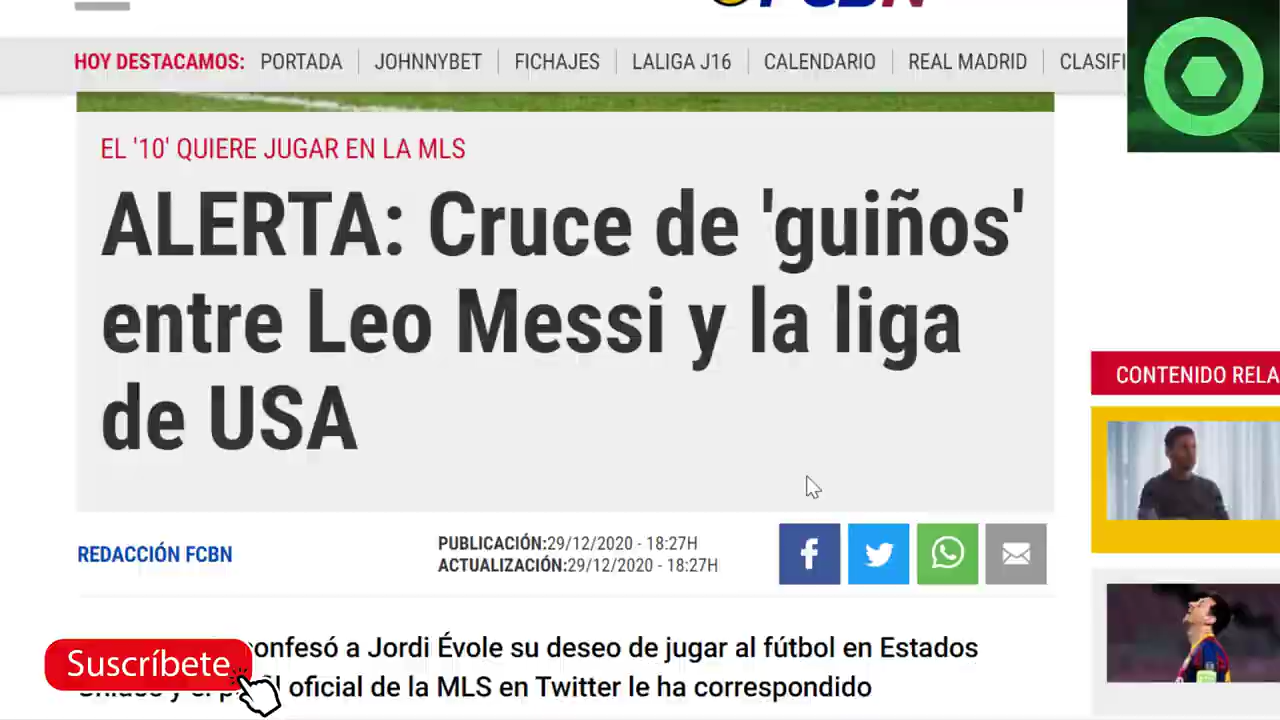 FCBN
HOY DESTACAMOS: PORTADA JOHNNYBET FICHAJES LALIGA J16 CALENDARIO REAL MADRID CLASIFI
EL '10' QUIERE JUGAR EN LA MLS
ALERTA: Cruce de 'guiños'
entre Leo Messi y la liga
de USA
CONTENIDO RELA
REDACCIÓN FCBN
PUBLICACIÓN:29/12/2020 - 18:27H
ACTUALIZACIÓN:29/12/2020 - 18:27H
confesó a Jordi Évole su deseo de jugar al fútbol en Estados
oficial de la MLS en Twitter le ha correspondido
Suscríbete